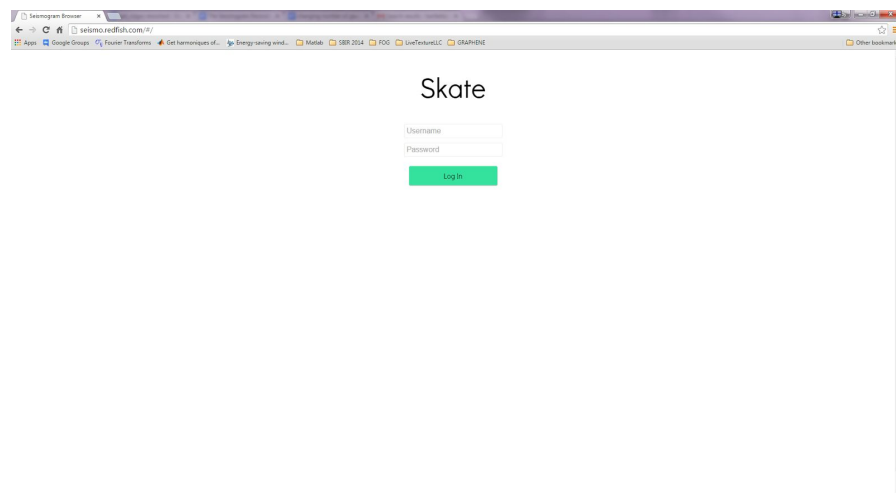 Seismogram Browser
seismo.redfish.com/#/
Apps Google Groups Fourier Transforms Get harmoniques of... Energy-saving wind... Matlab SBIR 2014 FOG LiveTextureLLC GRAPHENE Other bookmark
Skate
Username
Password
Log In